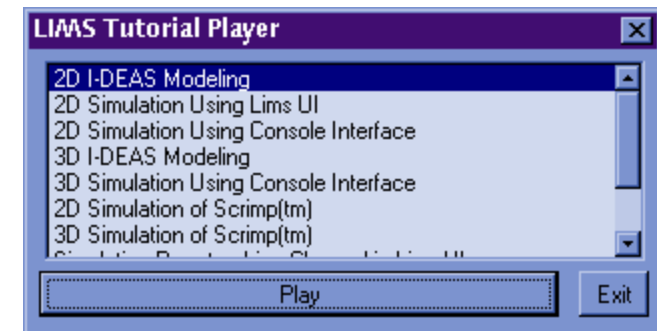 LIMS Tutorial Player
2D I-DEAS Modeling
2D Simulation Using Lims UI
2D Simulation Using Console Interface
3D I-DEAS Modeling
3D Simulation Using Console Interface
2D Simulation of Scrimp(tm)
3D Simulation of Scrimp(tm)
Play
Exit